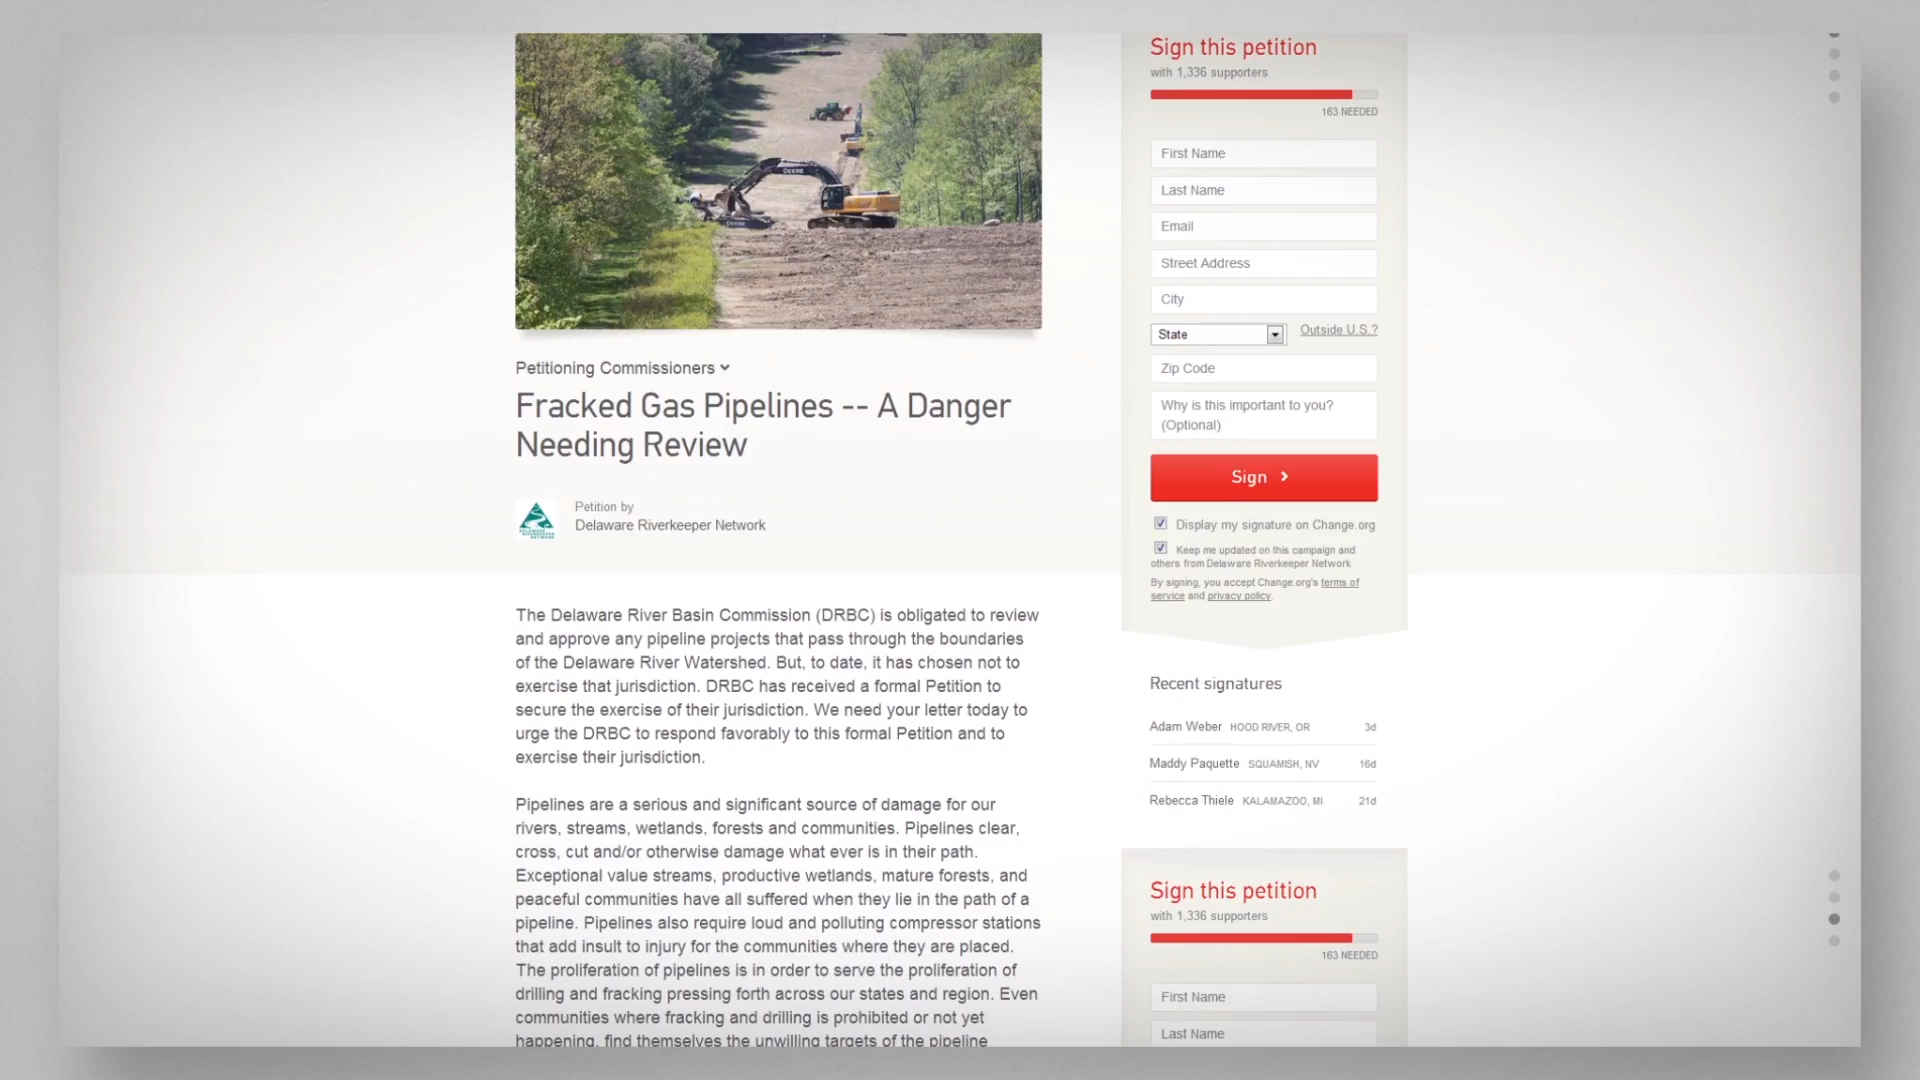 DEERE
Petitioning Commissioners
Fracked Gas Pipelines -- A Danger
Needing Review
Petition by
Delaware Riverkeeper Network
The Delaware River Basin Commission (DRBC) is obligated to review
and approve any pipeline projects that pass through the boundaries
of the Delaware River Watershed. But, to date, it has chosen not to
exercise that jurisdiction. DRBC has received a formal Petition to
secure the exercise of their jurisdiction. We need your letter today to
urge the DRBC to respond favorably to this formal Petition and to
exercise their jurisdiction.
Pipelines are a serious and significant source of damage for our
rivers, streams, wetlands, forests and communities. Pipelines clear,
cross, cut and/or otherwise damage what ever is in their path.
Exceptional value streams, productive wetlands, mature forests, and
peaceful communities have all suffered when they lie in the path of a
pipeline. Pipelines also require loud and polluting compressor stations
that add insult to injury for the communities where they are placed.
The proliferation of pipelines is in order to serve the proliferation of
drilling and fracking pressing forth across our states and region. Even
communities where fracking and drilling is prohibited or not yet
happening, find themselves the unwilling targets of the pipeline
Sign this petition
with 1,336 supporters
163 NEEDED
First Name
Last Name
Email
Street Address
City
State
Outside U.S.?
Zip Code
Why is this important to you?
(Optional)
Sign
Display my signature on Change.org
Keep me updated on this campaign and
others from Delaware Riverkeeper Network
By signing, you accept Change.org's terms of
service and privacy policy.
Recent signatures
Adam Weber HOOD RIVER, OR 3d
Maddy Paquette SQUAMISH, NV 16d
Rebecca Thiele KALAMAZOO, MI 21d
Sign this petition
with 1,336 supporters
163 NEEDED
First Name
Last Name